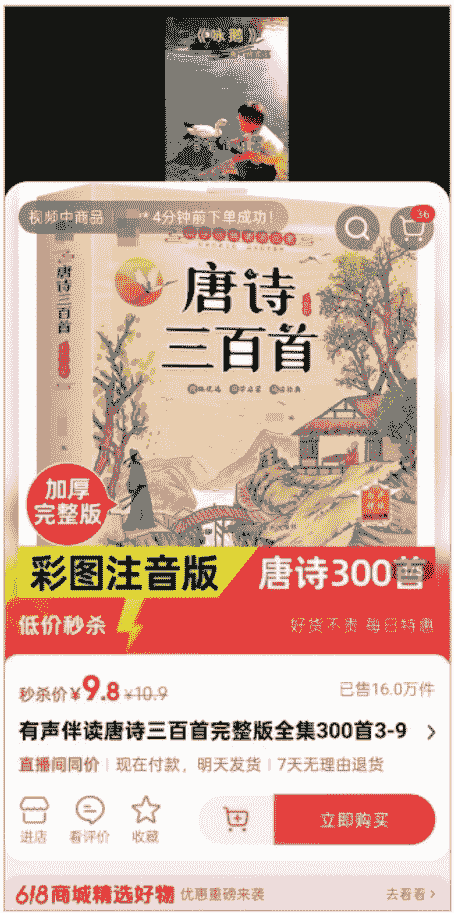 咏鹅
视频中商品
4分钟前下单成功！
36
唐诗三百首
唐诗
三百首
加厚
完整版
彩图注音版
唐诗300首
低价秒杀
好货不贵 每日特惠
秒杀价¥9.8 ¥10.9
已售16.0万件
有声伴读唐诗三百首完整版全集300首3-9
直播间同价 | 现在付款，明天发货 | 7天无理由退货
进店
看评价
收藏
立即购买
618商城精选好物 优惠重磅来袭
去看看